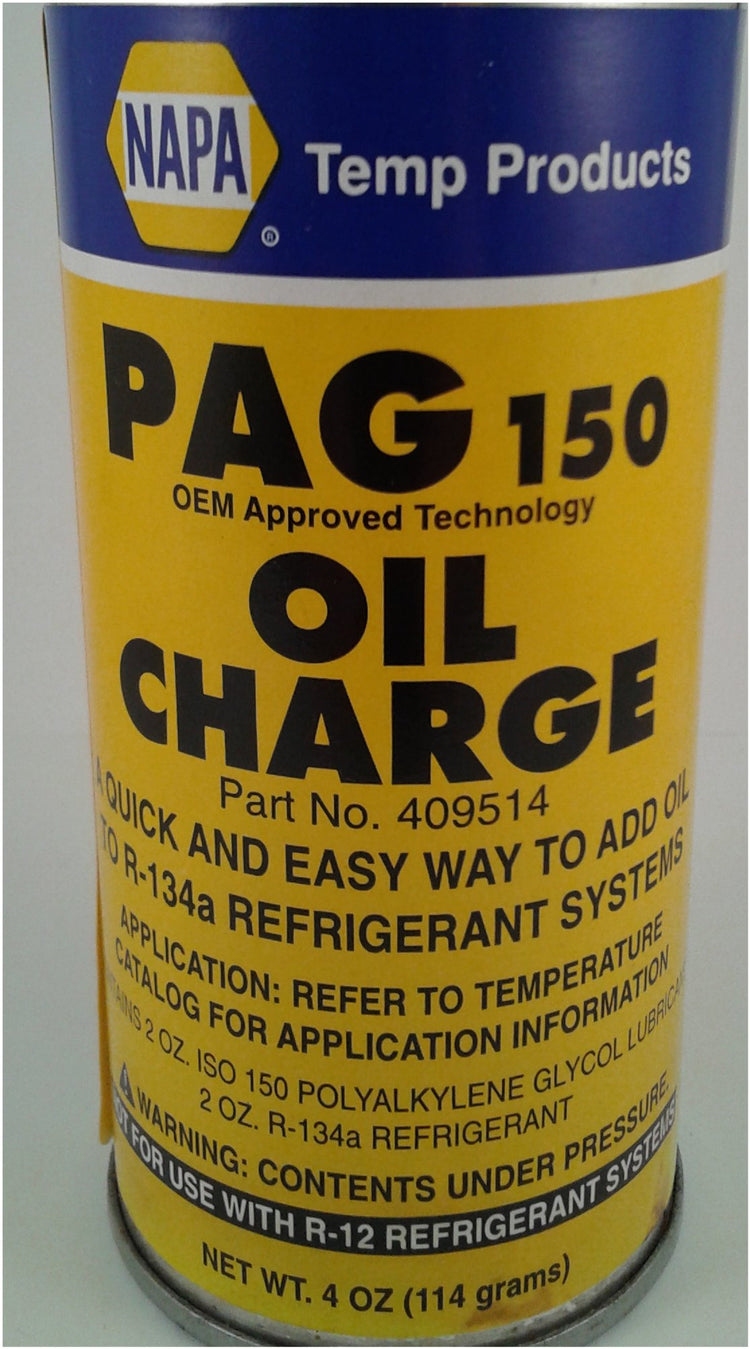 NAPA
®
Temp Products
PAG 150
OEM Approved Technology
OIL
CHARGE
Part No. 409514
A QUICK AND EASY WAY TO ADD OIL
TO R-134a REFRIGERANT SYSTEMS
APPLICATION: REFER TO TEMPERATURE
CATALOG FOR APPLICATION INFORMATION
2 OZ. ISO 150 POLYALKYLENE GLYCOL
2 OZ. R-134a REFRIGERANT
WARNING: CONTENTS UNDER PRESSURE.
FOR USE WITH R-12 REFRIGERANT SYSTEMS
NET WT. 4 OZ (114 grams)